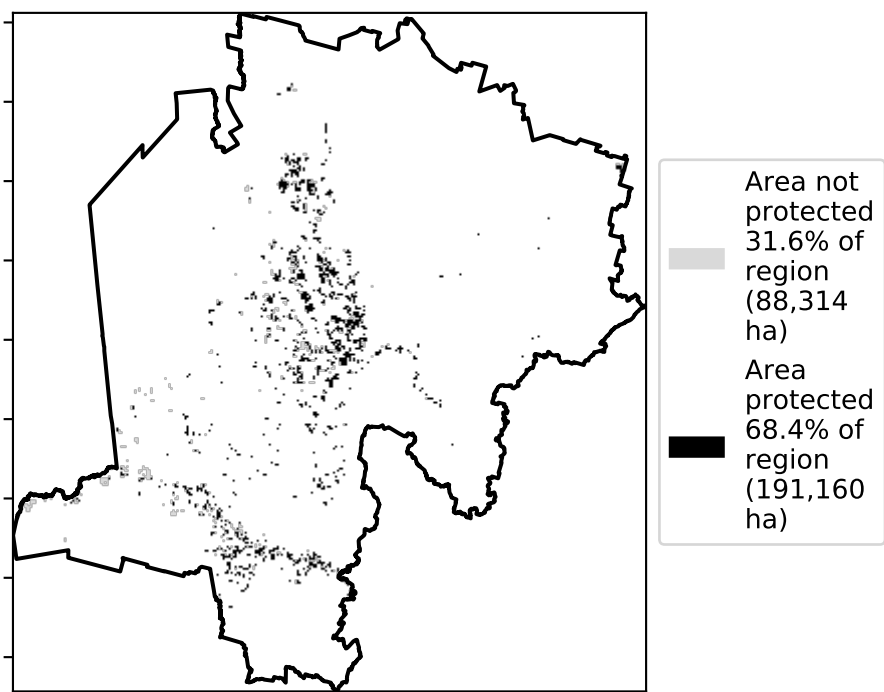 Area not
protected
31.6% of
region
(88,314
ha)
Area
protected
68.4% of
region
(191,160
ha)